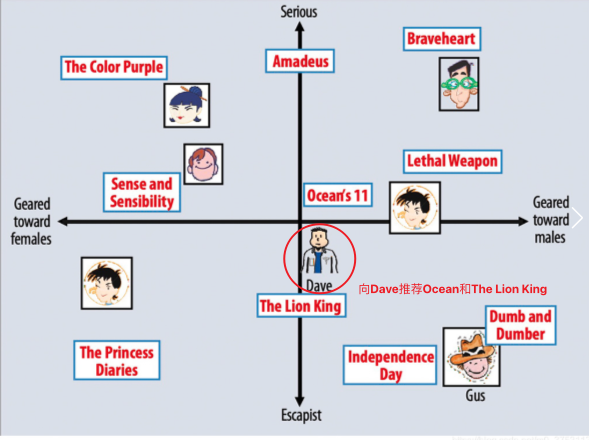 Serious
Braveheart
Amadeus
The Color Purple
Lethal Weapon
Sense and
Sensibility
Ocean's 11
Geared
toward
females
Geared
toward
males
Dave
向Dave推荐Ocean和The Lion King
The Lion King
Dumb and
Dumber
The Princess
Diaries
Independence
Day
Gus
Escapist